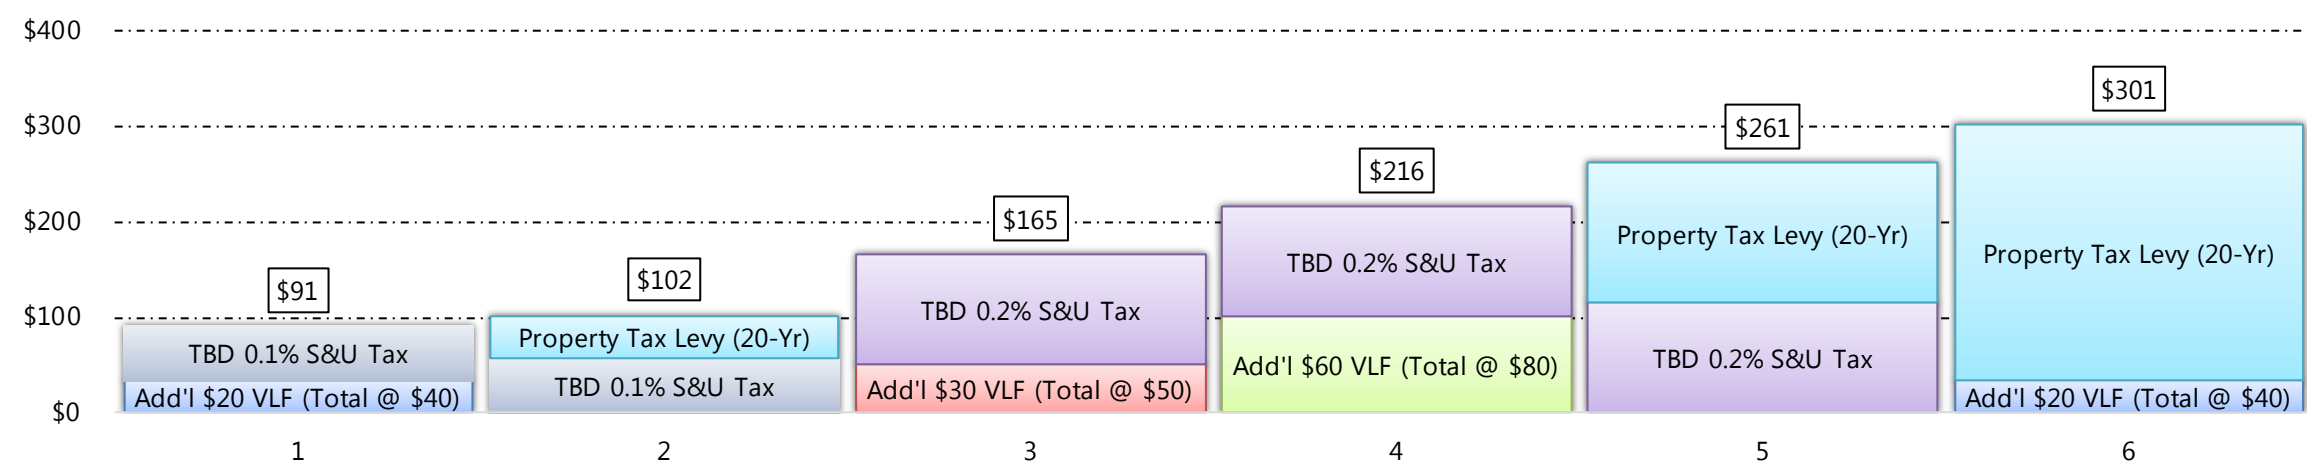 $400
$301
$300
$261
$216
$200
$165
$102
$91
$100
Property Tax Levy (20-Yr)
Property Tax Levy (20-Yr)
TBD 0.2% S&U Tax
TBD 0.2% S&U Tax
Property Tax Levy (20-Yr)
TBD 0.1% S&U Tax
TBD 0.2% S&U Tax
Add'l $60 VLF (Total @ $80)
TBD 0.1% S&U Tax
Add'l $30 VLF (Total @ $50)
Add'l $20 VLF (Total @ $40)
Add'l $20 VLF (Total @ $40)
$0
1
2
3
4
5
6